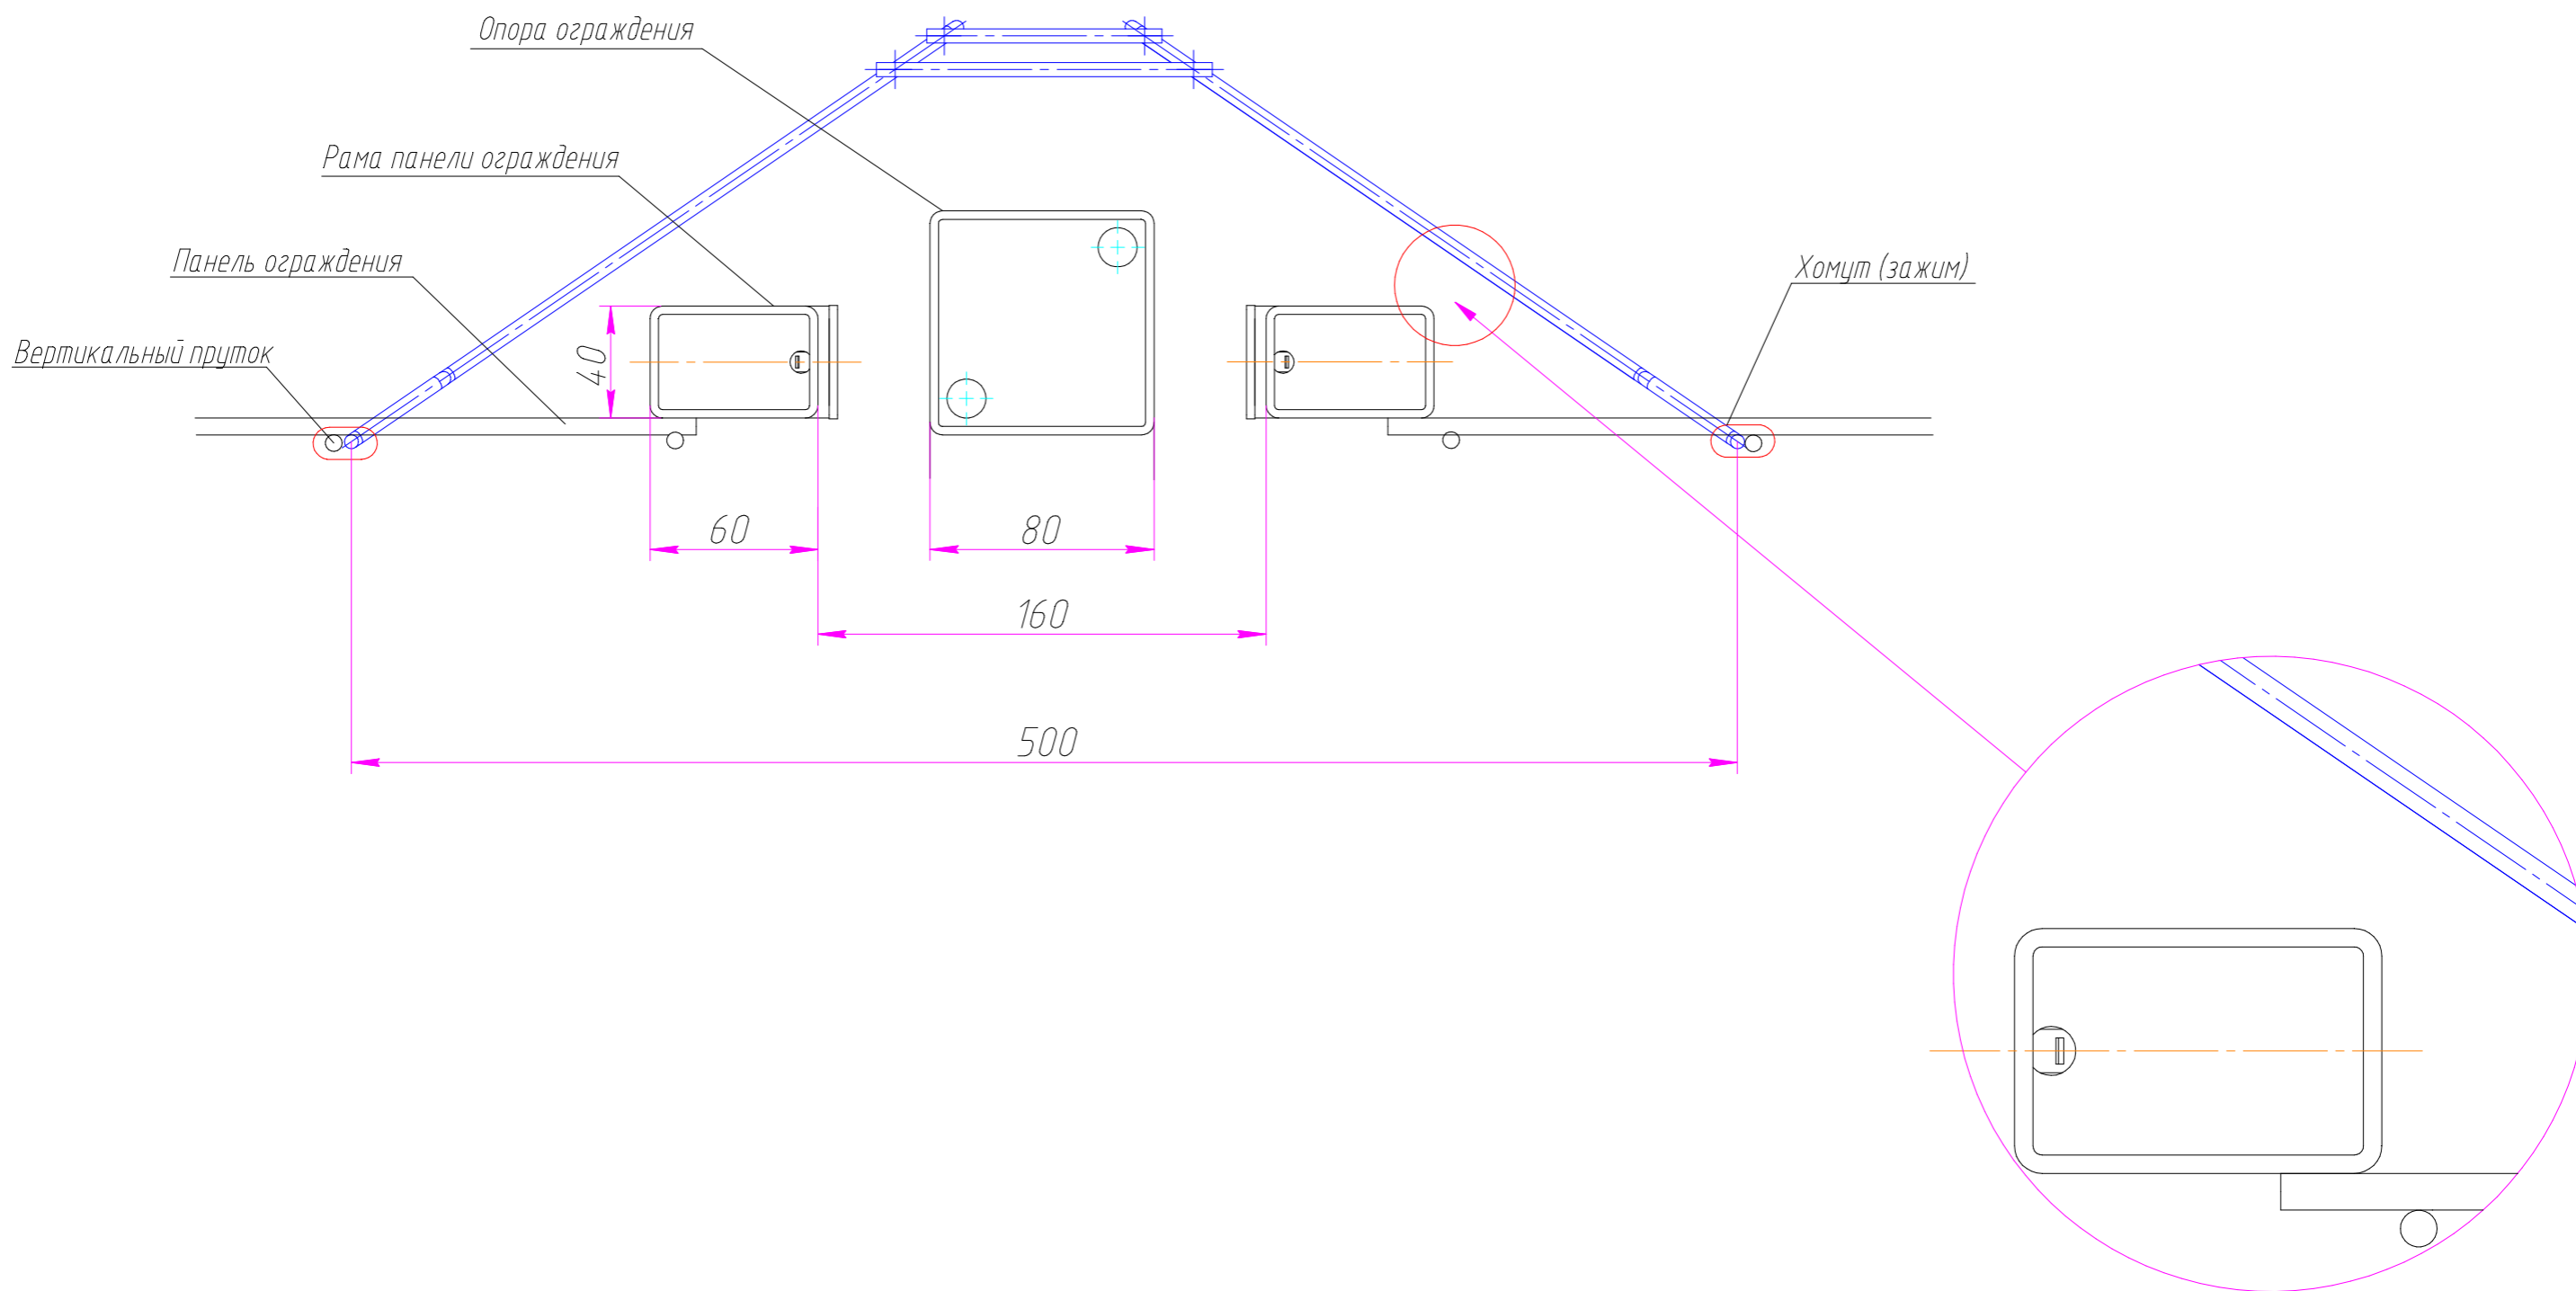 Опора ограждения
Рама панели ограждения
Панель ограждения
Хомут (зажим)
Вертикальный пруток
40
60
80
160
500